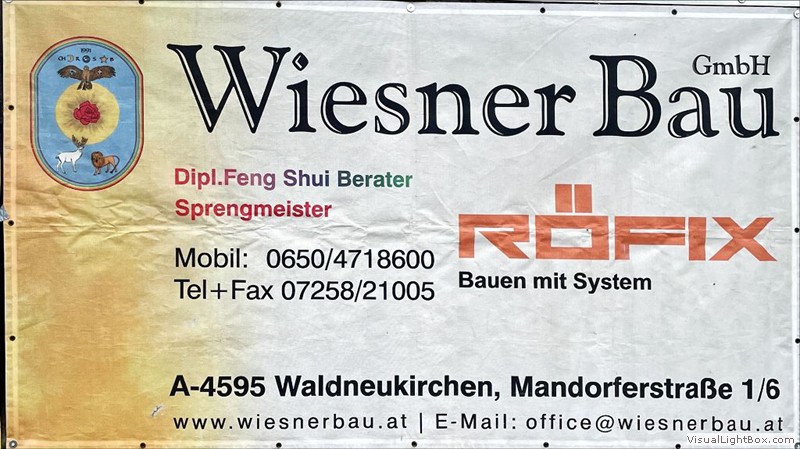 1991
Wiesner Bau
GmbH
Dipl.Feng Shui Berater
Sprengmeister
RÖFIX
Mobil: 0650/4718600
Tel+Fax 07258/21005
Bauen mit System
A-4595 Waldneukirchen, Mandorferstraße 1/6
www.wiesnerbau.at | E-Mail: office@wiesnerbau.at
VisualLightBox.com